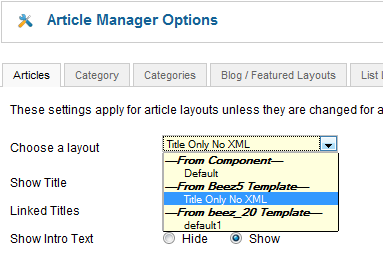 Article Manager Options
Articles Category Categories Blog / Featured Layouts List L
These settings apply for article layouts unless they are changed for a
Choose a layout Title Only No XML
---From Component---
Default
Show Title ---From Beez5 Template---
Title Only No XML
Linked Titles ---From beez_20 Template---
default1
Show Intro Text Hide Show